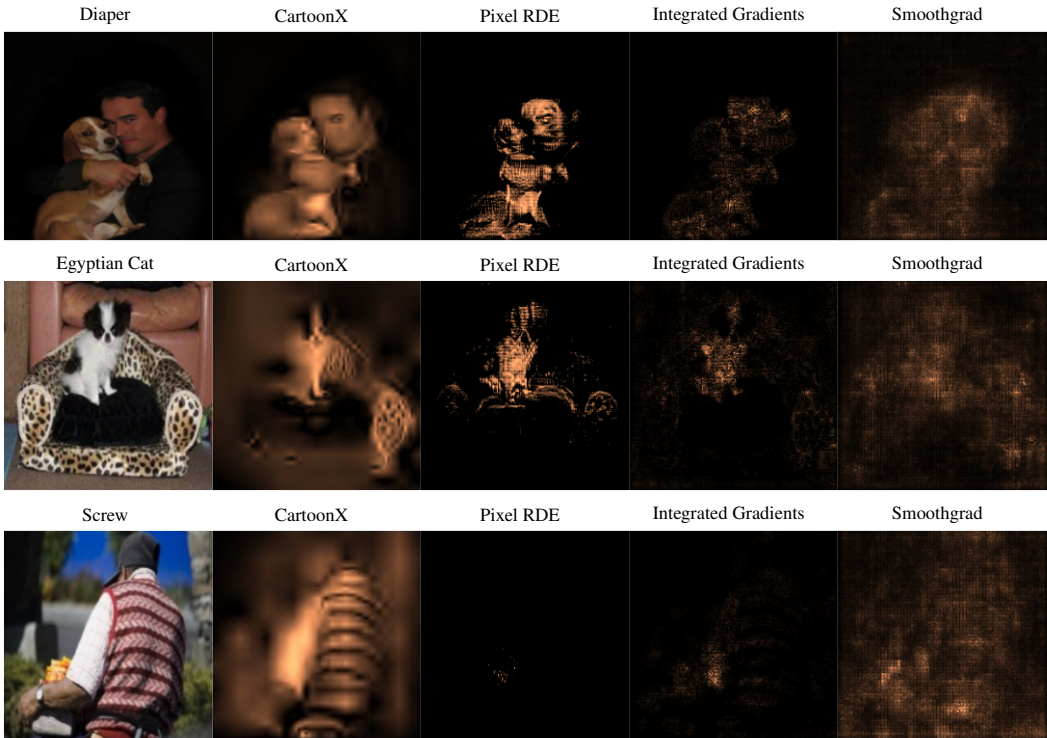 Diaper CartoonX Pixel RDE Integrated Gradients Smoothgrad
Egyptian Cat CartoonX Pixel RDE Integrated Gradients Smoothgrad
Screw CartoonX Pixel RDE Integrated Gradients Smoothgrad